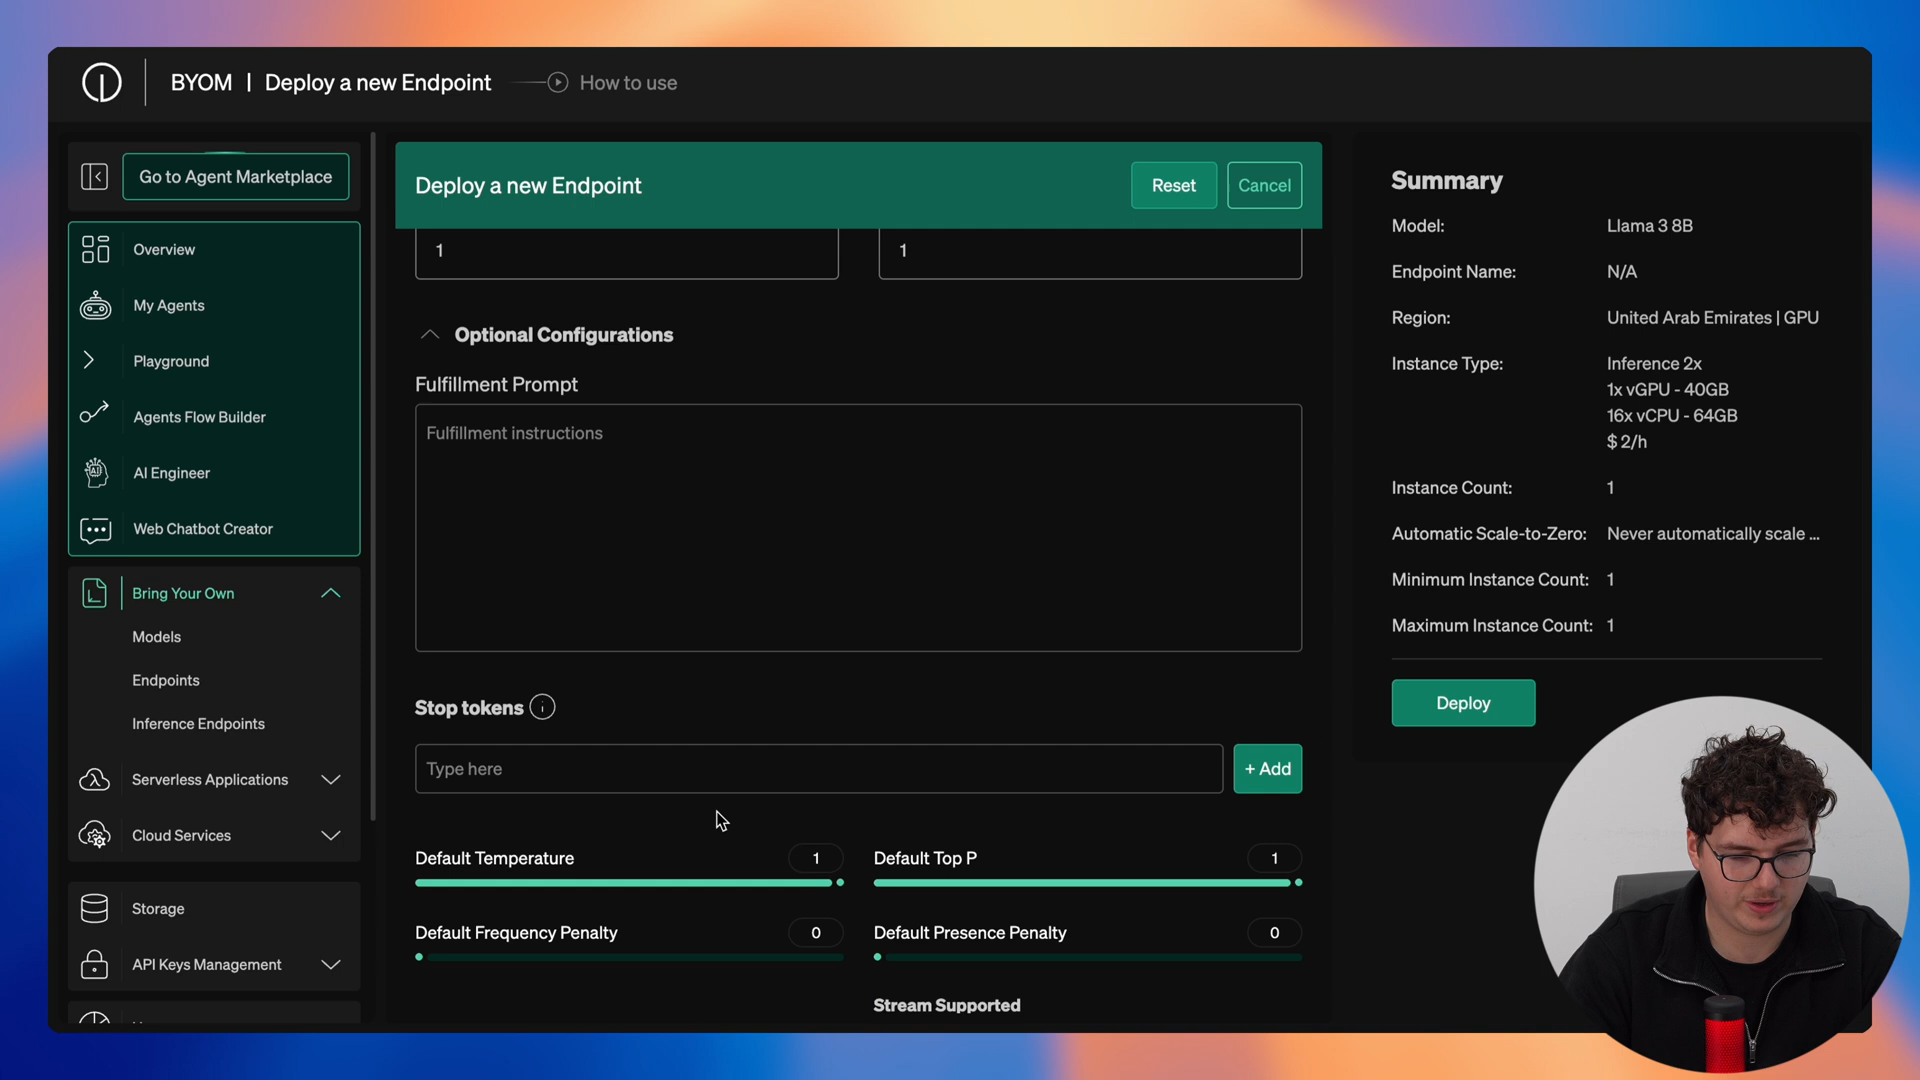 BYOM | Deploy a new Endpoint How to use
Go to Agent Marketplace
Overview
My Agents
Playground
Agents Flow Builder
AI Engineer
Web Chatbot Creator
Bring Your Own
Models
Endpoints
Inference Endpoints
Serverless Applications
Cloud Services
Storage
API Keys Management
Deploy a new Endpoint
Reset
Cancel
1
1
Optional Configurations
Fulfillment Prompt
Fulfillment instructions
Stop tokens
Type here
+ Add
Default Temperature 1
Default Top P 1
Default Frequency Penalty 0
Default Presence Penalty 0
Stream Supported
Summary
Model: Llama 3 8B
Endpoint Name: N/A
Region: United Arab Emirates | GPU
Instance Type: Inference 2x
1x vGPU - 40GB
16x vCPU - 64GB
$ 2/h
Instance Count: 1
Automatic Scale-to-Zero: Never automatically scale ...
Minimum Instance Count: 1
Maximum Instance Count: 1
Deploy